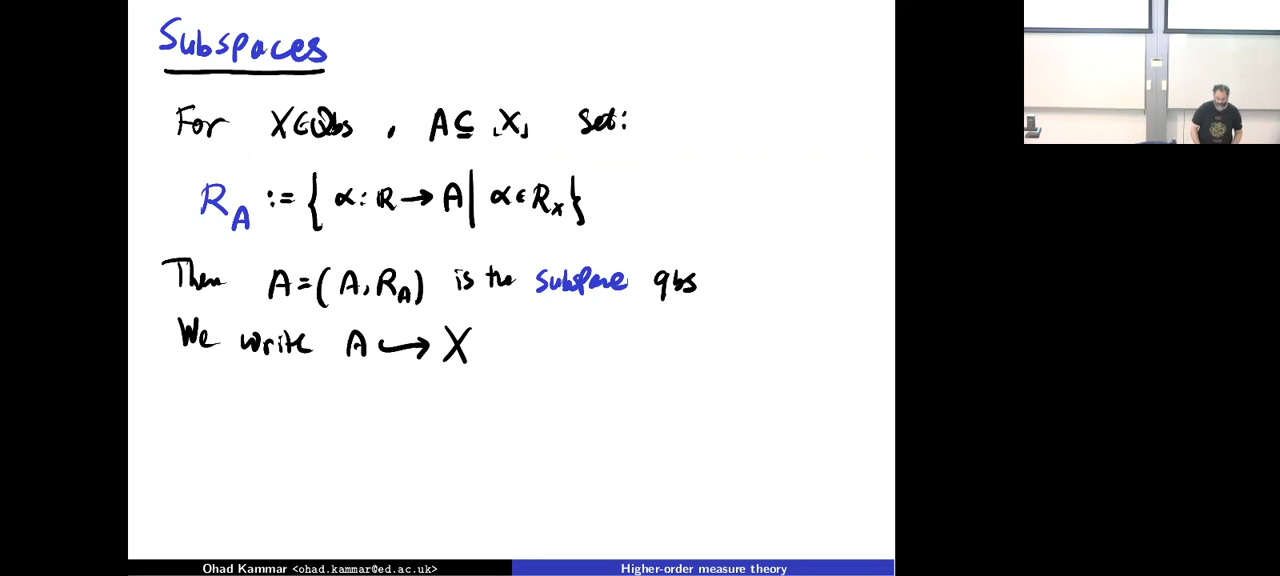 Subspaces
For X∈Qbs, A⊆⌞X⌟ set:
R_A := { α: ℝ → A | α∈R_X }
Then A=(A,R_A) is the subspace qbs
We write A ↪ X
Ohad Kammar <ohad.kammar@ed.ac.uk> Higher-order measure theory